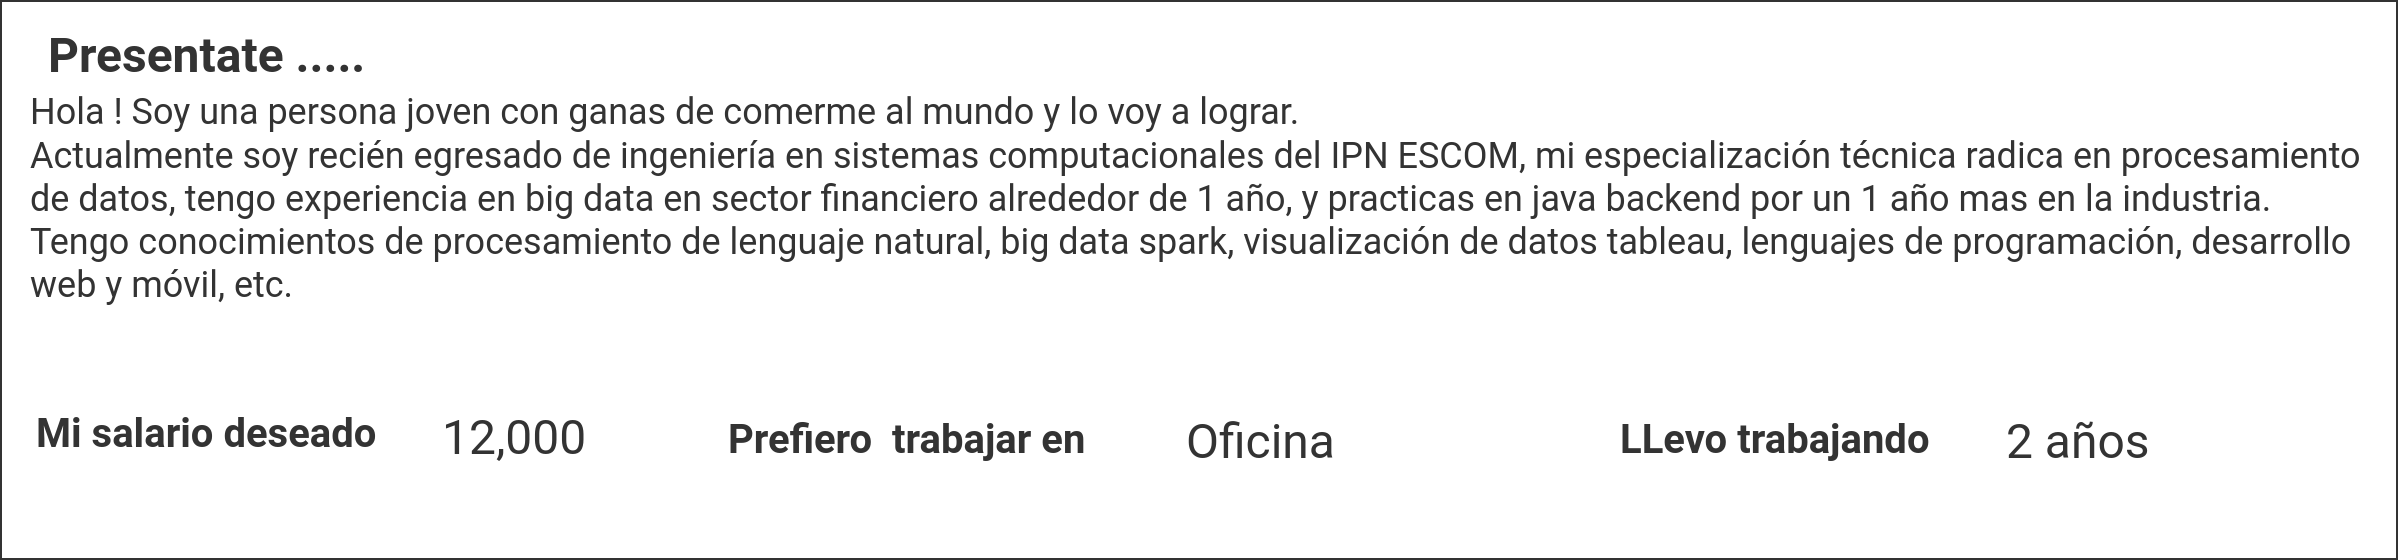 Presentate .....
Hola ! Soy una persona joven con ganas de comerme al mundo y lo voy a lograr.
Actualmente soy recién egresado de ingeniería en sistemas computacionales del IPN ESCOM, mi especialización técnica radica en procesamiento
de datos, tengo experiencia en big data en sector financiero alrededor de 1 año, y practicas en java backend por un 1 año mas en la industria.
Tengo conocimientos de procesamiento de lenguaje natural, big data spark, visualización de datos tableau, lenguajes de programación, desarrollo
web y móvil, etc.
Mi salario deseado 12,000 Prefiero trabajar en Oficina LLevo trabajando 2 años